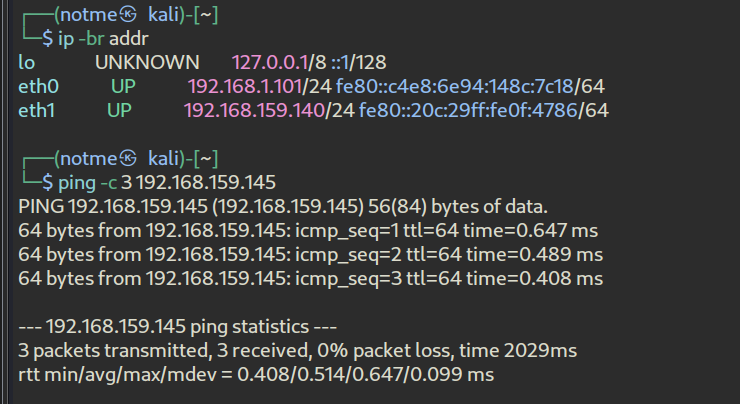 ┌──(notme㉿ kali)-[~]
└─$ ip -br addr
lo UNKNOWN 127.0.0.1/8 ::1/128
eth0 UP 192.168.1.101/24 fe80::c4e8:6e94:148c:7c18/64
eth1 UP 192.168.159.140/24 fe80::20c:29ff:fe0f:4786/64
┌──(notme㉿ kali)-[~]
└─$ ping -c 3 192.168.159.145
PING 192.168.159.145 (192.168.159.145) 56(84) bytes of data.
64 bytes from 192.168.159.145: icmp_seq=1 ttl=64 time=0.647 ms
64 bytes from 192.168.159.145: icmp_seq=2 ttl=64 time=0.489 ms
64 bytes from 192.168.159.145: icmp_seq=3 ttl=64 time=0.408 ms
--- 192.168.159.145 ping statistics ---
3 packets transmitted, 3 received, 0% packet loss, time 2029ms
rtt min/avg/max/mdev = 0.408/0.514/0.647/0.099 ms